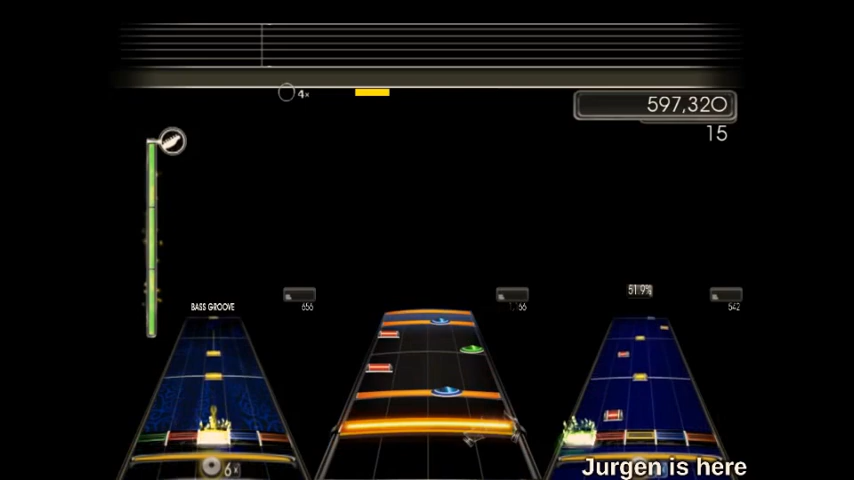 4x
597,320
15
51.9%
BASS GROOVE
656
542
6x
Jurgen is here